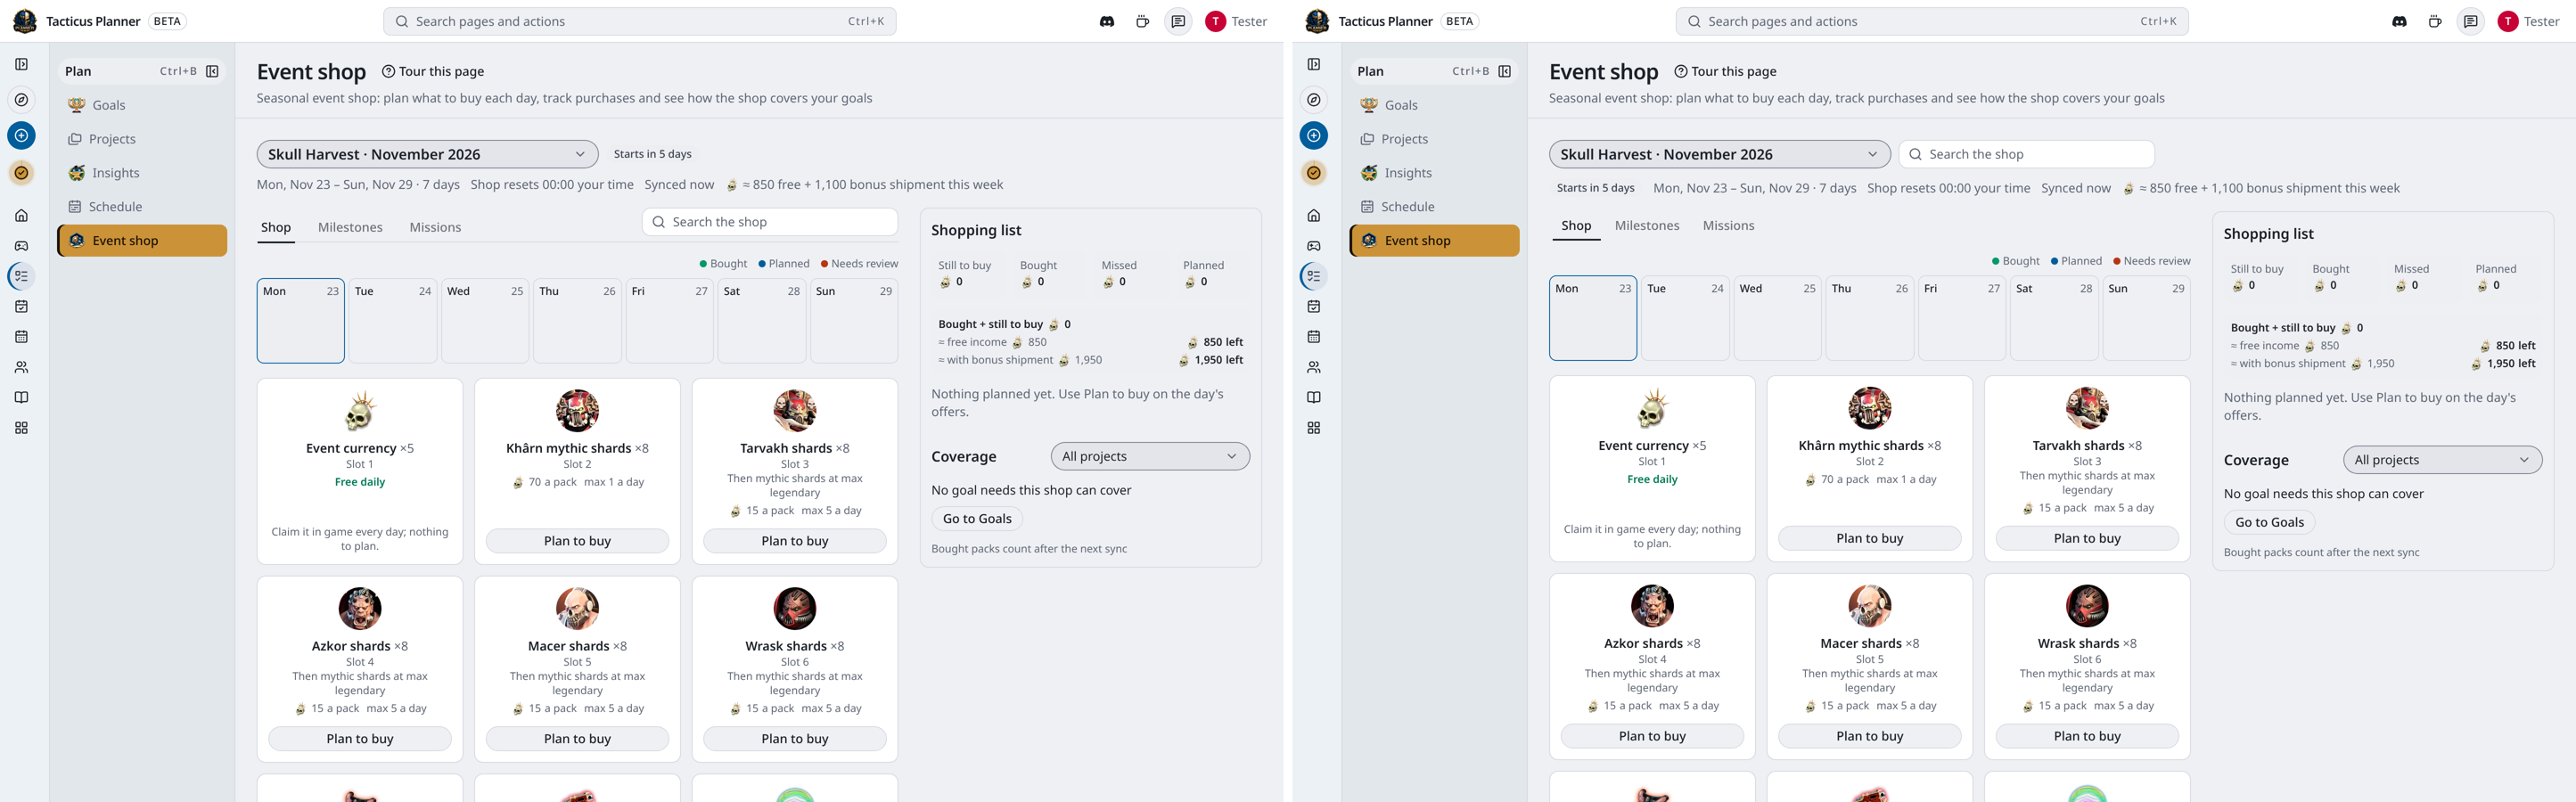 Tacticus Planner BETA
Search pages and actions Ctrl+K
T Tester
Plan Ctrl+B
Goals
Projects
Insights
Schedule
Event shop
Event shop Tour this page
Seasonal event shop: plan what to buy each day, track purchases and see how the shop covers your goals
Skull Harvest · November 2026 Starts in 5 days
Mon, Nov 23 – Sun, Nov 29 · 7 days Shop resets 00:00 your time Synced now ≈ 850 free + 1,100 bonus shipment this week
Shop Milestones Missions Search the shop
Bought Planned Needs review
Mon 23 Tue 24 Wed 25 Thu 26 Fri 27 Sat 28 Sun 29
Event currency ×5
Slot 1
Free daily
Claim it in game every day; nothing
to plan.
Khârn mythic shards ×8
Slot 2
70 a pack max 1 a day
Plan to buy
Tarvakh shards ×8
Slot 3
Then mythic shards at max
legendary
15 a pack max 5 a day
Plan to buy
Azkor shards ×8
Slot 4
Then mythic shards at max
legendary
15 a pack max 5 a day
Plan to buy
Macer shards ×8
Slot 5
Then mythic shards at max
legendary
15 a pack max 5 a day
Plan to buy
Wrask shards ×8
Slot 6
Then mythic shards at max
legendary
15 a pack max 5 a day
Plan to buy
Shopping list
Still to buy Bought Missed Planned
0 0 0 0
Bought + still to buy 0
≈ free income 850 850 left
≈ with bonus shipment 1,950 1,950 left
Nothing planned yet. Use Plan to buy on the day's
offers.
Coverage All projects
No goal needs this shop can cover
Go to Goals
Bought packs count after the next sync
Tacticus Planner BETA
Search pages and actions Ctrl+K
T Tester
Plan Ctrl+B
Goals
Projects
Insights
Schedule
Event shop
Event shop Tour this page
Seasonal event shop: plan what to buy each day, track purchases and see how the shop covers your goals
Skull Harvest · November 2026 Search the shop
Starts in 5 days Mon, Nov 23 – Sun, Nov 29 · 7 days Shop resets 00:00 your time Synced now ≈ 850 free + 1,100 bonus shipment this week
Shop Milestones Missions
Bought Planned Needs review
Mon 23 Tue 24 Wed 25 Thu 26 Fri 27 Sat 28 Sun 29
Event currency ×5
Slot 1
Free daily
Claim it in game every day; nothing
to plan.
Khârn mythic shards ×8
Slot 2
70 a pack max 1 a day
Plan to buy
Tarvakh shards ×8
Slot 3
Then mythic shards at max
legendary
15 a pack max 5 a day
Plan to buy
Azkor shards ×8
Slot 4
Then mythic shards at max
legendary
15 a pack max 5 a day
Plan to buy
Macer shards ×8
Slot 5
Then mythic shards at max
legendary
15 a pack max 5 a day
Plan to buy
Wrask shards ×8
Slot 6
Then mythic shards at max
legendary
15 a pack max 5 a day
Plan to buy
Shopping list
Still to buy Bought Missed Planned
0 0 0 0
Bought + still to buy 0
≈ free income 850 850 left
≈ with bonus shipment 1,950 1,950 left
Nothing planned yet. Use Plan to buy on the day's
offers.
Coverage All projects
No goal needs this shop can cover
Go to Goals
Bought packs count after the next sync